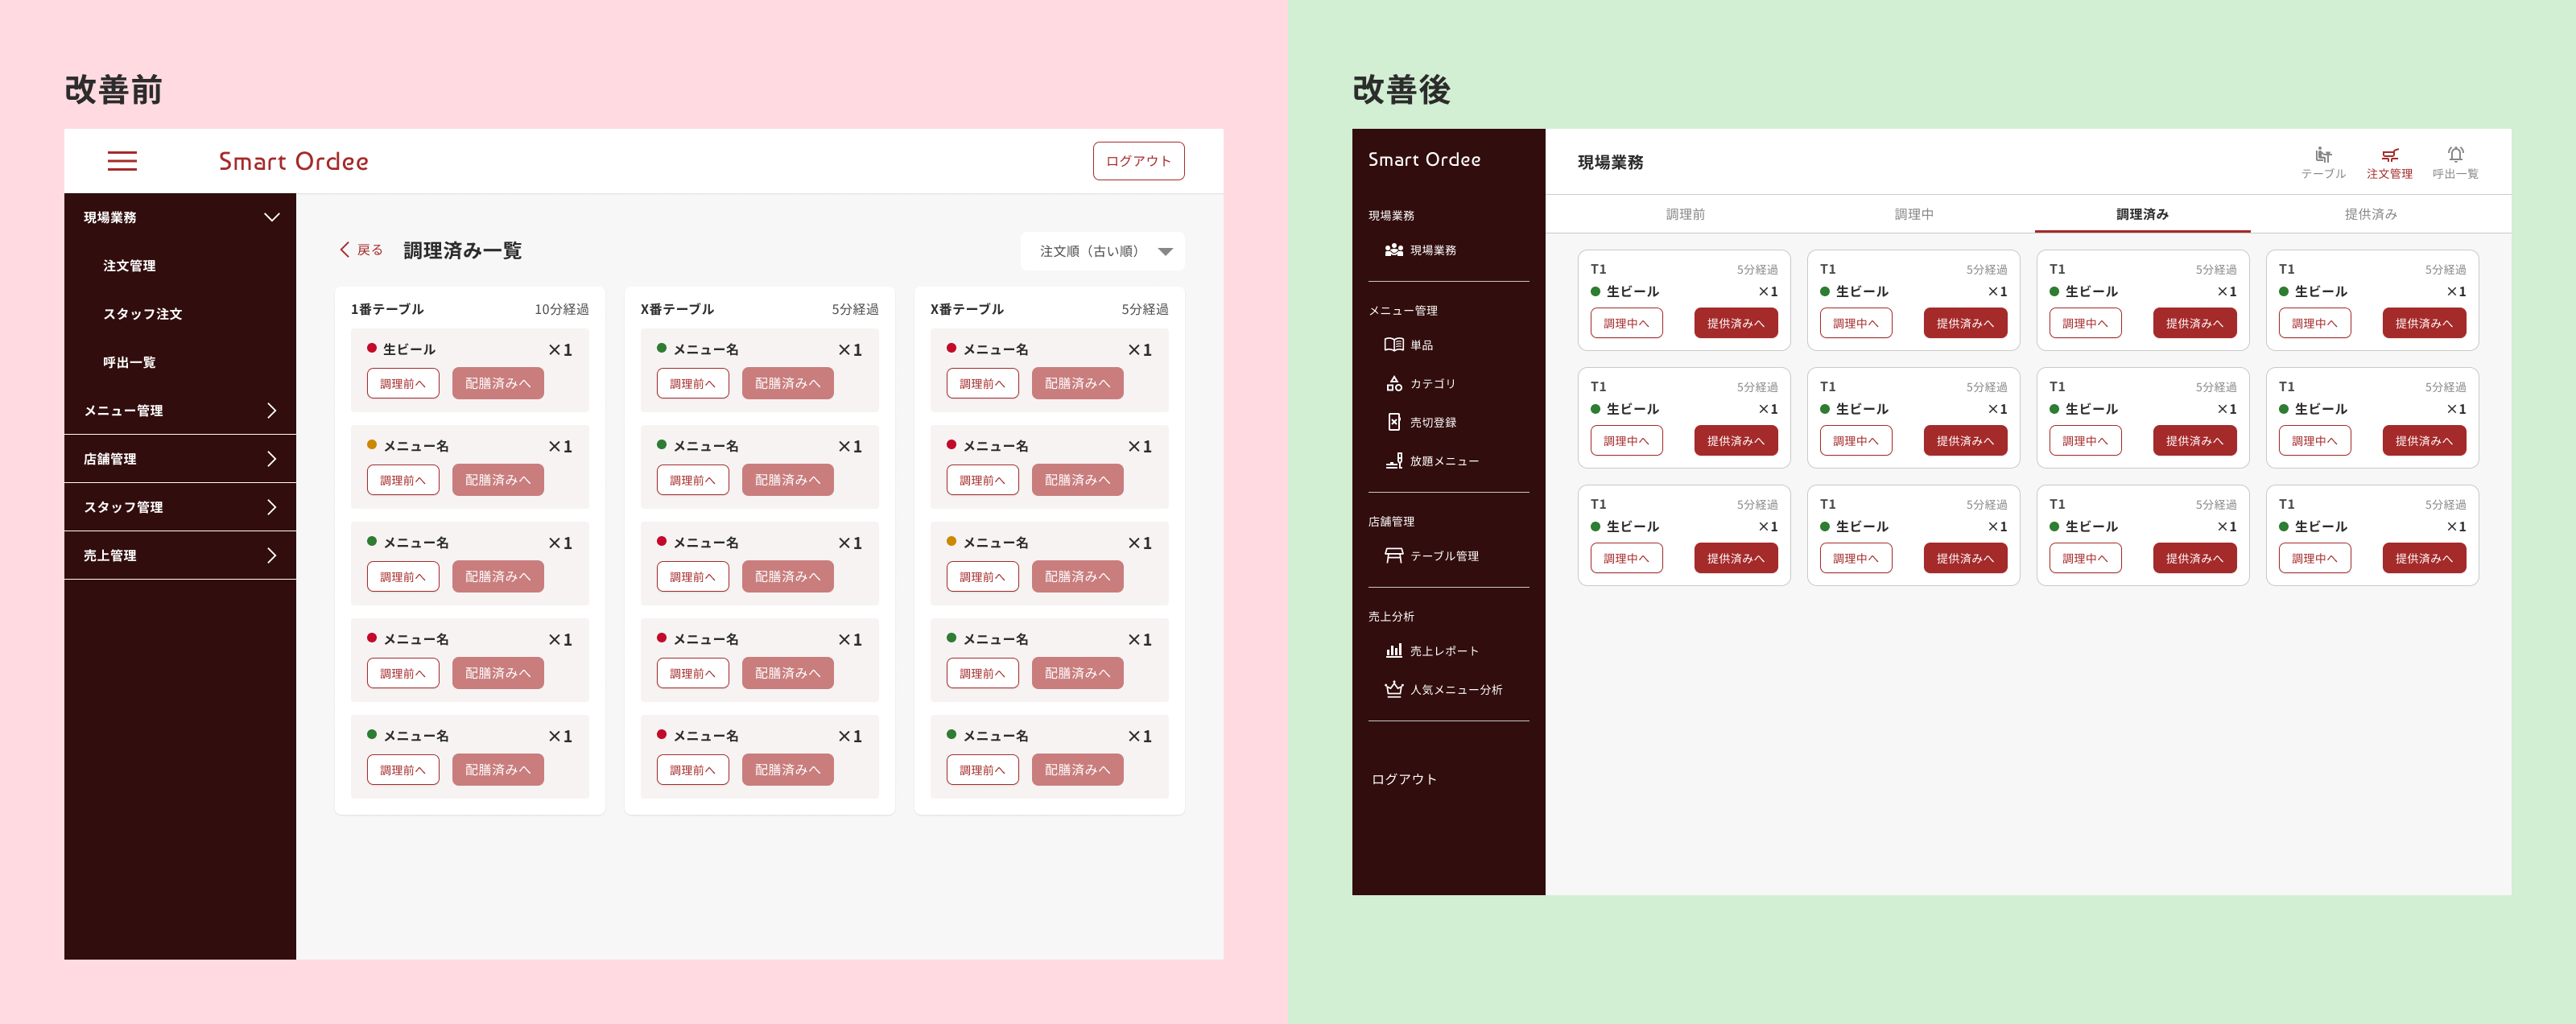 改善前
Smart Ordee
ログアウト
現場業務
注文管理
スタッフ注文
呼出一覧
メニュー管理
店舗管理
スタッフ管理
売上管理
戻る 調理済み一覧
注文順（古い順）
1番テーブル 10分経過
生ビール ×1
調理前へ 配膳済みへ
メニュー名 ×1
調理前へ 配膳済みへ
メニュー名 ×1
調理前へ 配膳済みへ
メニュー名 ×1
調理前へ 配膳済みへ
メニュー名 ×1
調理前へ 配膳済みへ
X番テーブル 5分経過
メニュー名 ×1
調理前へ 配膳済みへ
メニュー名 ×1
調理前へ 配膳済みへ
メニュー名 ×1
調理前へ 配膳済みへ
メニュー名 ×1
調理前へ 配膳済みへ
メニュー名 ×1
調理前へ 配膳済みへ
X番テーブル 5分経過
メニュー名 ×1
調理前へ 配膳済みへ
メニュー名 ×1
調理前へ 配膳済みへ
メニュー名 ×1
調理前へ 配膳済みへ
メニュー名 ×1
調理前へ 配膳済みへ
メニュー名 ×1
調理前へ 配膳済みへ
改善後
Smart Ordee
現場業務
現場業務
メニュー管理
単品
カテゴリ
売切登録
放題メニュー
店舗管理
テーブル管理
売上分析
売上レポート
人気メニュー分析
ログアウト
現場業務
テーブル 注文管理 呼出一覧
調理前 調理中 調理済み 提供済み
T1 5分経過 T1 5分経過 T1 5分経過 T1 5分経過
生ビール ×1 生ビール ×1 生ビール ×1 生ビール ×1
調理中へ 提供済みへ 調理中へ 提供済みへ 調理中へ 提供済みへ 調理中へ 提供済みへ
T1 5分経過 T1 5分経過 T1 5分経過 T1 5分経過
生ビール ×1 生ビール ×1 生ビール ×1 生ビール ×1
調理中へ 提供済みへ 調理中へ 提供済みへ 調理中へ 提供済みへ 調理中へ 提供済みへ
T1 5分経過 T1 5分経過 T1 5分経過 T1 5分経過
生ビール ×1 生ビール ×1 生ビール ×1 生ビール ×1
調理中へ 提供済みへ 調理中へ 提供済みへ 調理中へ 提供済みへ 調理中へ 提供済みへ